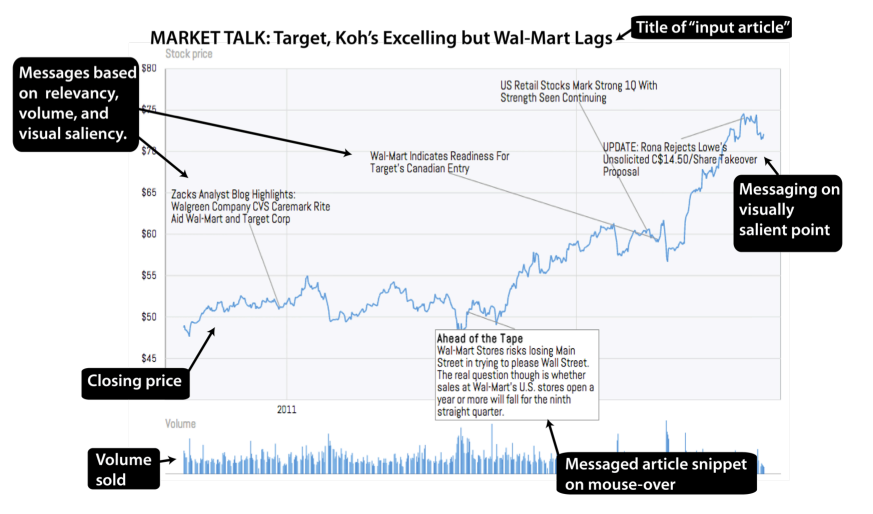 MARKET TALK: Target, Koh's Excelling but Wal-Mart Lags
Title of "input article"
Stock price
Messages based
on relevancy,
volume, and
visual saliency.
$80
$75
$70
$65
$60
$55
$50
$45
US Retail Stocks Mark Strong 1Q With
Strength Seen Continuing
Wal-Mart Indicates Readiness For
Target's Canadian Entry
UPDATE: Rona Rejects Lowe's
Unsolicited C$14.50/Share Takeover
Proposal
Zacks Analyst Blog Highlights:
Walgreen Company CVS Caremark Rite
Aid Wal-Mart and Target Corp
Messaging on
visually
salient point
Ahead of the Tape
Wal-Mart Stores risks losing Main
Street in trying to please Wall Street.
The real question though is whether
sales at Wal-Mart's U.S. stores open a
year or more will fall for the ninth
straight quarter.
Closing price
2011
Volume
Volume
sold
Messaged article snippet
on mouse-over